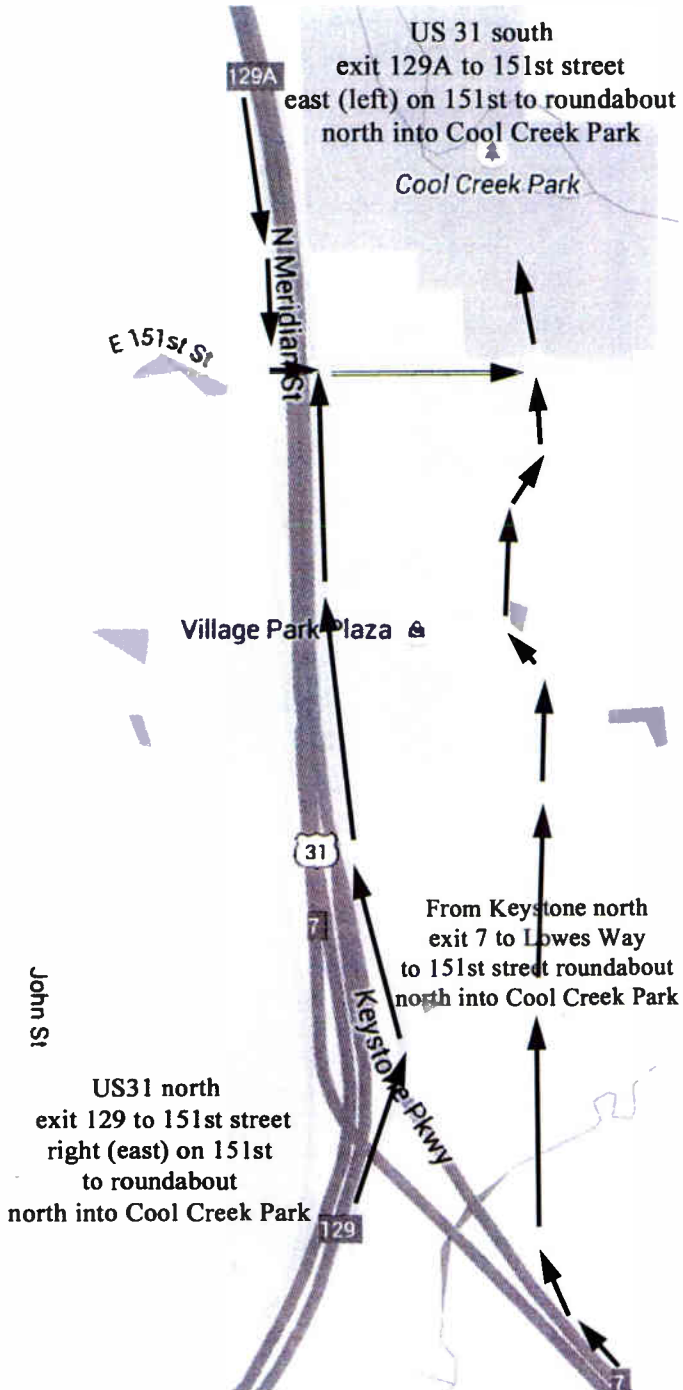 US 31 south
exit 129A to 151st street
east (left) on 151st to roundabout
north into Cool Creek Park
129A
Cool Creek Park
N Meridian St
E 151st St
Village Park Plaza
31
7
From Keystone north
exit 7 to Lowes Way
to 151st street roundabout
north into Cool Creek Park
John St
Keystone Pkwy
US31 north
exit 129 to 151st street
right (east) on 151st
to roundabout
north into Cool Creek Park
129
7